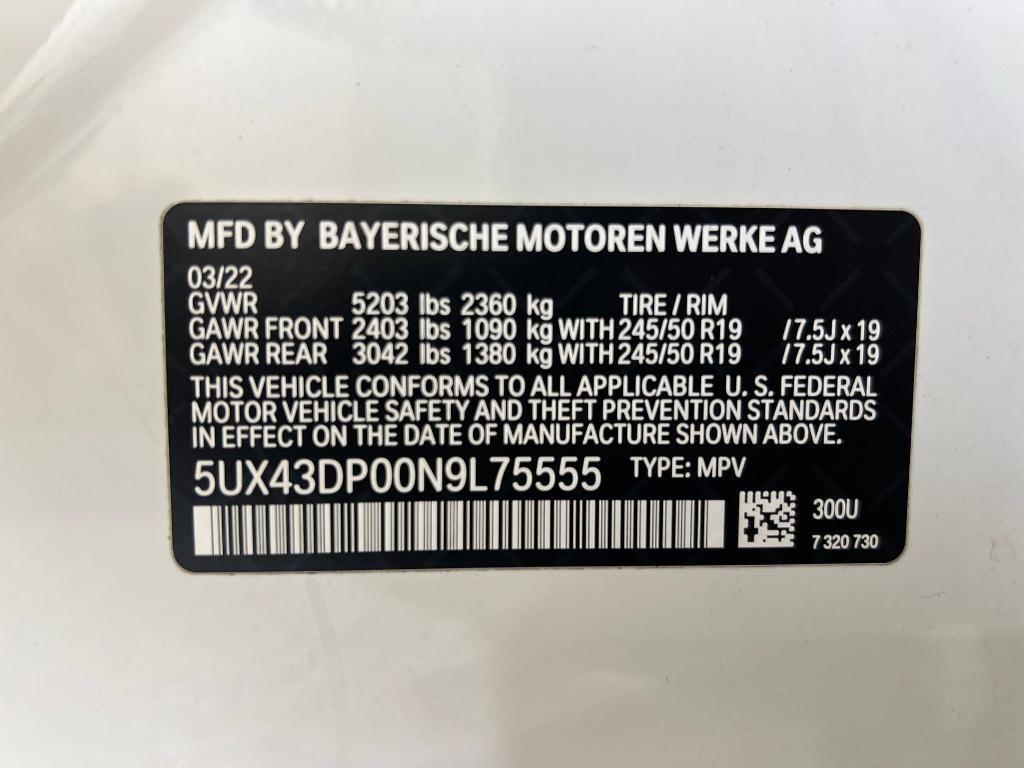 MFD BY BAYERISCHE MOTOREN WERKE AG
03/22
GVWR 5203 lbs 2360 kg TIRE / RIM
GAWR FRONT 2403 lbs 1090 kg WITH 245/50 R19 /7.5J x 19
GAWR REAR 3042 lbs 1380 kg WITH 245/50 R19 /7.5J x 19
THIS VEHICLE CONFORMS TO ALL APPLICABLE U. S. FEDERAL
MOTOR VEHICLE SAFETY AND THEFT PREVENTION STANDARDS
IN EFFECT ON THE DATE OF MANUFACTURE SHOWN ABOVE.
5UX43DP00N9L75555 TYPE: MPV
300U
7 320 730